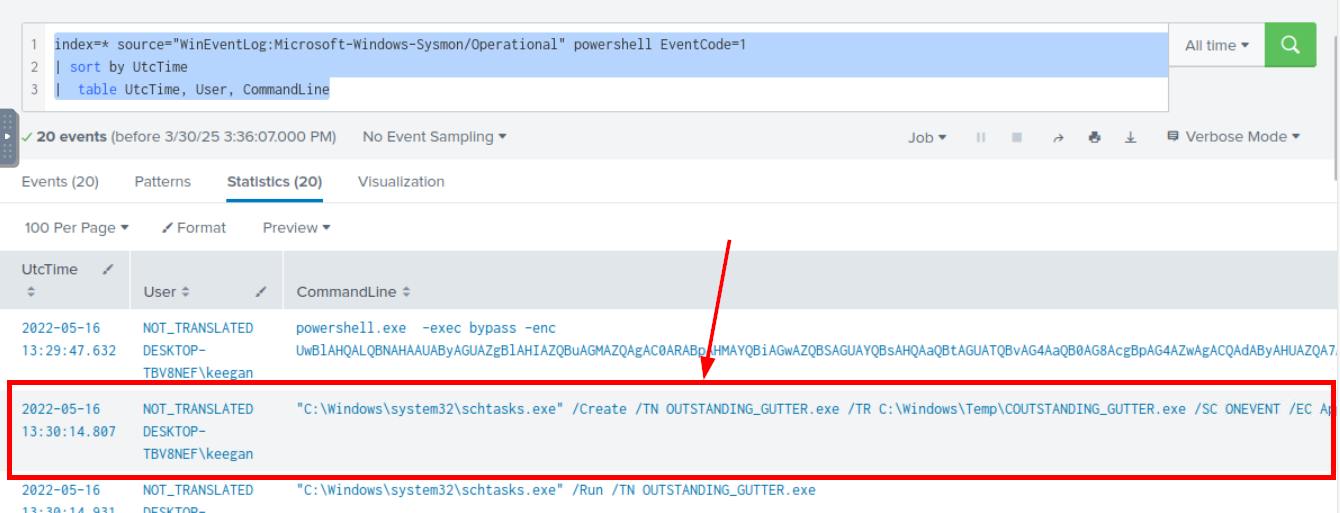 1 index=* source="WinEventLog:Microsoft-Windows-Sysmon/Operational" powershell EventCode=1
2 | sort by UtcTime
3 |  table UtcTime, User, CommandLine
All time
20 events (before 3/30/25 3:36:07.000 PM) No Event Sampling Job Verbose Mode
Events (20) Patterns Statistics (20) Visualization
100 Per Page Format Preview
UtcTime
User CommandLine
2022-05-16 NOT_TRANSLATED powershell.exe  -exec bypass -enc
13:29:47.632 DESKTOP- UwBlAHQALQBNAHAAUAByAGUAZgBlAHIAZQBuAGMAZQAgAC0ARABpAHMAYQBiAGwAZQBSAGUAYQBsAHQAaQBtAGUATQBvAG4AaQB0AG8AcgBpAG4AZwAgACQAdAByAHUAZQA7
TBV8NEF\keegan
2022-05-16 NOT_TRANSLATED "C:\Windows\system32\schtasks.exe" /Create /TN OUTSTANDING_GUTTER.exe /TR C:\Windows\Temp\COUTSTANDING_GUTTER.exe /SC ONEVENT /EC Ap
13:30:14.807 DESKTOP-
TBV8NEF\keegan
2022-05-16 NOT_TRANSLATED "C:\Windows\system32\schtasks.exe" /Run /TN OUTSTANDING_GUTTER.exe
13:30:14.931 DESKTOP-